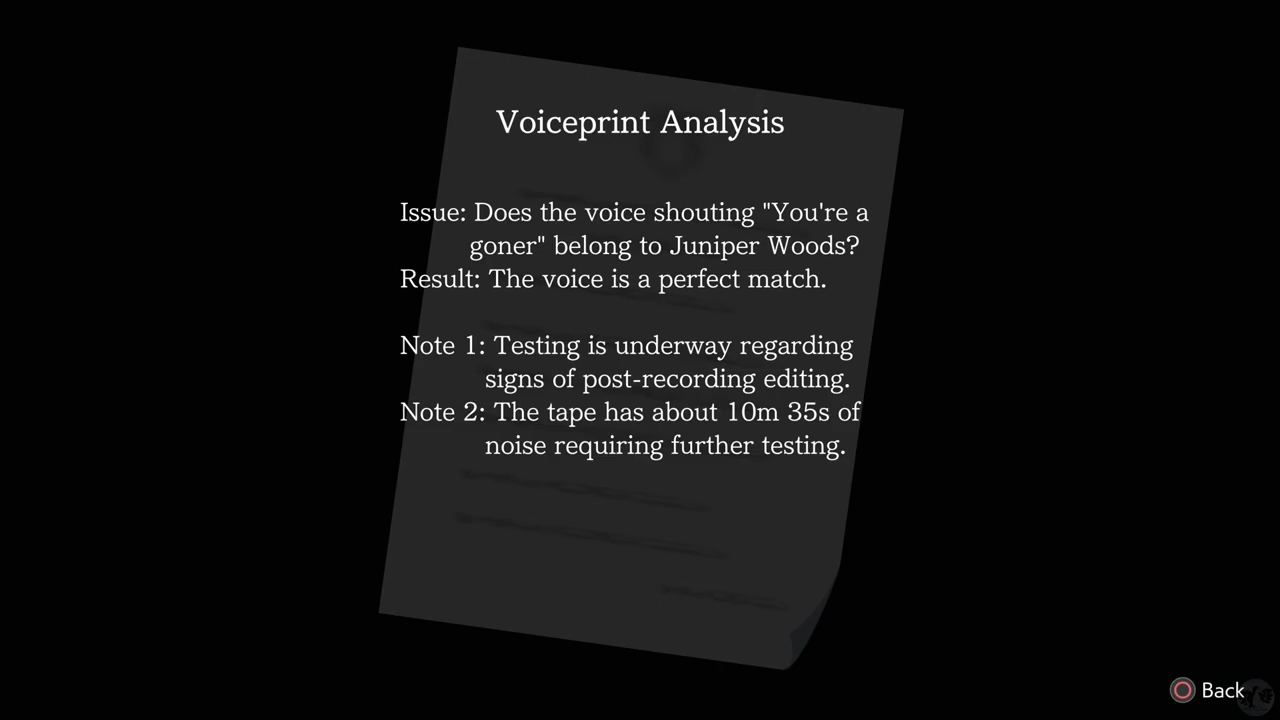 Voiceprint Analysis
Issue: Does the voice shouting "You're a
goner" belong to Juniper Woods?
Result: The voice is a perfect match.
Note 1: Testing is underway regarding
signs of post-recording editing.
Note 2: The tape has about 10m 35s of
noise requiring further testing.
Back